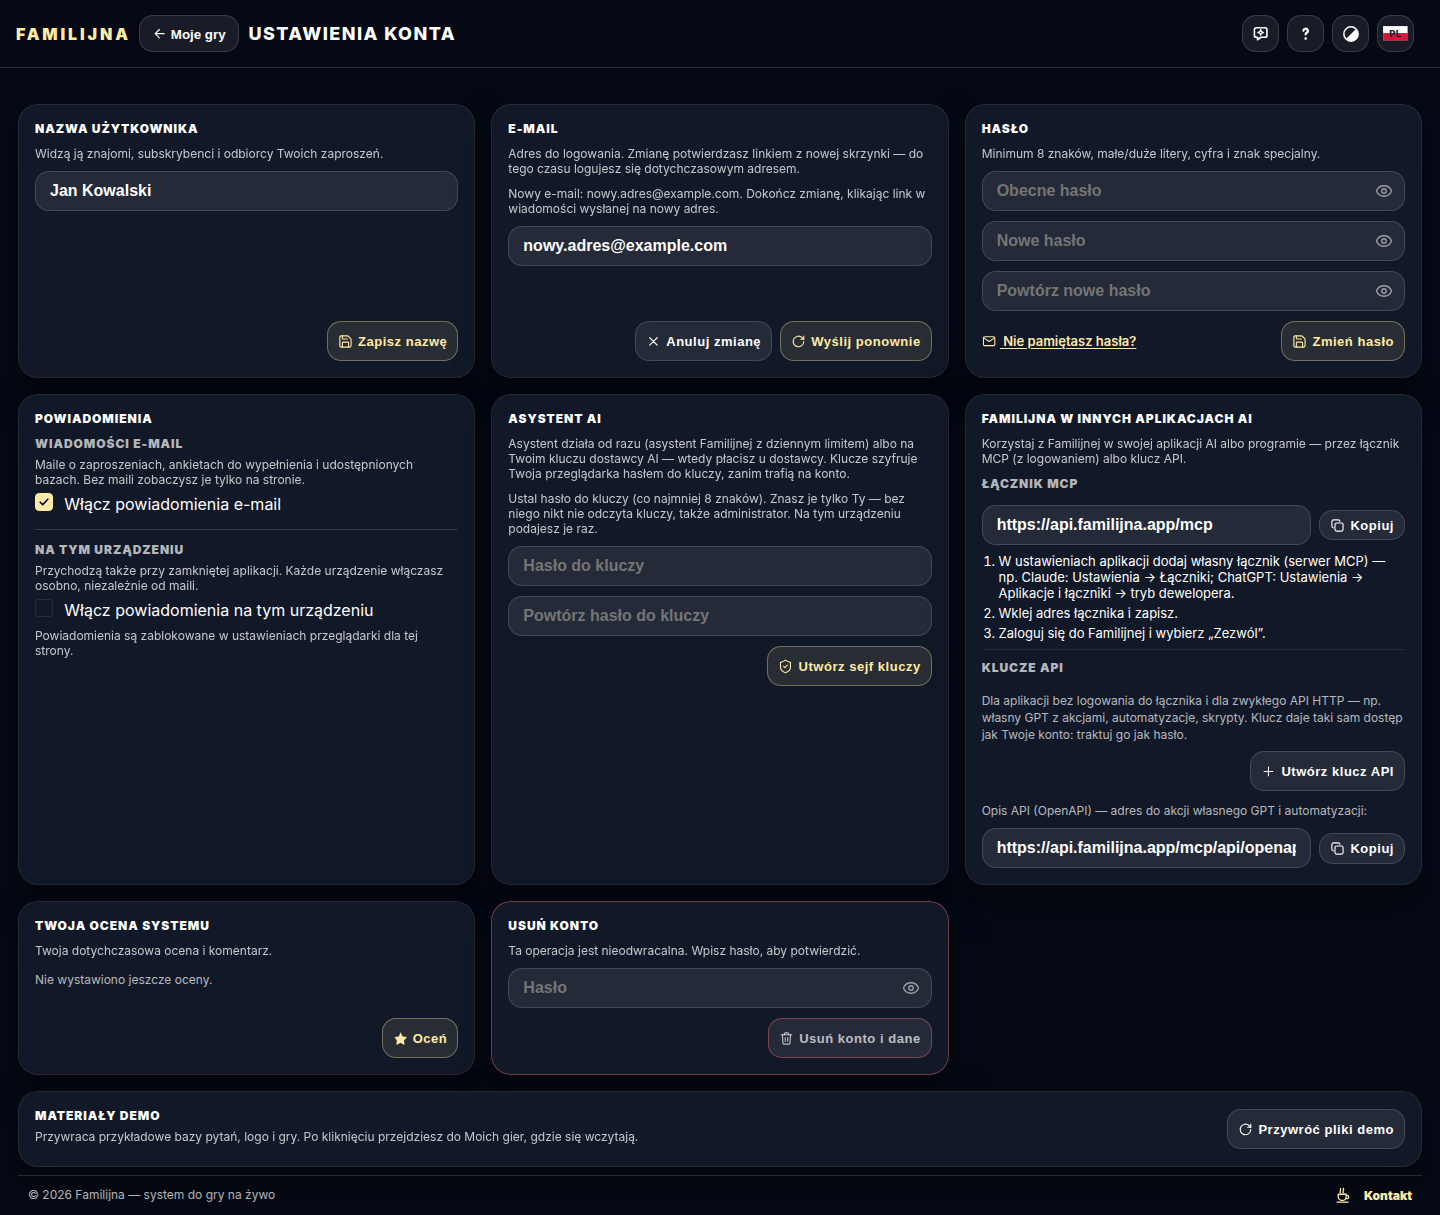 FAMILIJNA
Moje gry
USTAWIENIA KONTA
?
PL
NAZWA UŻYTKOWNIKA
Widzą ją znajomi, subskrybenci i odbiorcy Twoich zaproszeń.
Jan Kowalski
Zapisz nazwę
E-MAIL
Adres do logowania. Zmianę potwierdzasz linkiem z nowej skrzynki — do
tego czasu logujesz się dotychczasowym adresem.
Nowy e-mail: nowy.adres@example.com. Dokończ zmianę, klikając link w
wiadomości wysłanej na nowy adres.
nowy.adres@example.com
Anuluj zmianę
Wyślij ponownie
HASŁO
Minimum 8 znaków, małe/duże litery, cyfra i znak specjalny.
Obecne hasło
Nowe hasło
Powtórz nowe hasło
Nie pamiętasz hasła?
Zmień hasło
POWIADOMIENIA
WIADOMOŚCI E-MAIL
Maile o zaproszeniach, ankietach do wypełnienia i udostępnionych
bazach. Bez maili zobaczysz je tylko na stronie.
Włącz powiadomienia e-mail
NA TYM URZĄDZENIU
Przychodzą także przy zamkniętej aplikacji. Każde urządzenie włączasz
osobno, niezależnie od maili.
Włącz powiadomienia na tym urządzeniu
Powiadomienia są zablokowane w ustawieniach przeglądarki dla tej
strony.
ASYSTENT AI
Asystent działa od razu (asystent Familijnej z dziennym limitem) albo na
Twoim kluczu dostawcy AI — wtedy płacisz u dostawcy. Klucze szyfruje
Twoja przeglądarka hasłem do kluczy, zanim trafią na konto.
Ustal hasło do kluczy (co najmniej 8 znaków). Znasz je tylko Ty — bez
niego nikt nie odczyta kluczy, także administrator. Na tym urządzeniu
podajesz je raz.
Hasło do kluczy
Powtórz hasło do kluczy
Utwórz sejf kluczy
FAMILIJNA W INNYCH APLIKACJACH AI
Korzystaj z Familijnej w swojej aplikacji AI albo programie — przez łącznik
MCP (z logowaniem) albo klucz API.
ŁĄCZNIK MCP
https://api.familijna.app/mcp
Kopiuj
1. W ustawieniach aplikacji dodaj własny łącznik (serwer MCP) —
np. Claude: Ustawienia → Łączniki; ChatGPT: Ustawienia →
Aplikacje i łączniki → tryb dewelopera.
2. Wklej adres łącznika i zapisz.
3. Zaloguj się do Familijnej i wybierz „Zezwól”.
KLUCZE API
Dla aplikacji bez logowania do łącznika i dla zwykłego API HTTP — np.
własny GPT z akcjami, automatyzacje, skrypty. Klucz daje taki sam dostęp
jak Twoje konto: traktuj go jak hasło.
Utwórz klucz API
Opis API (OpenAPI) — adres do akcji własnego GPT i automatyzacji:
https://api.familijna.app/mcp/api/openap
Kopiuj
TWOJA OCENA SYSTEMU
Twoja dotychczasowa ocena i komentarz.
Nie wystawiono jeszcze oceny.
Oceń
USUŃ KONTO
Ta operacja jest nieodwracalna. Wpisz hasło, aby potwierdzić.
Hasło
Usuń konto i dane
MATERIAŁY DEMO
Przywraca przykładowe bazy pytań, logo i gry. Po kliknięciu przejdziesz do Moich gier, gdzie się wczytają.
Przywróć pliki demo
© 2026 Familijna — system do gry na żywo
Kontakt